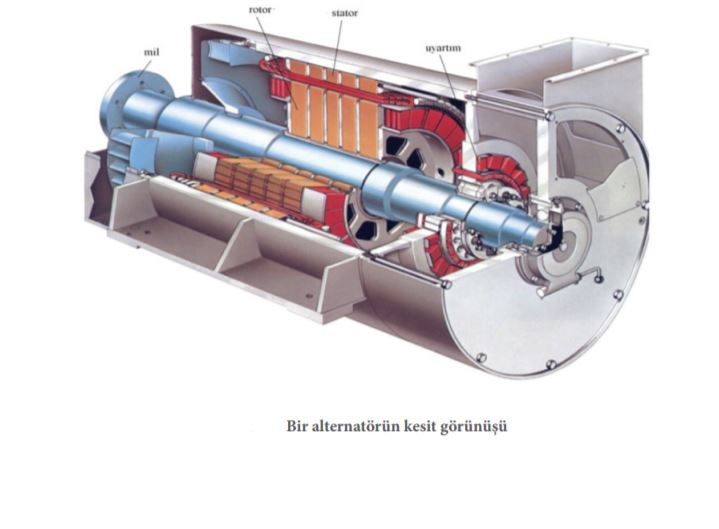 rotor
stator
uyartım
mil
Bir alternatörün kesit görünüşü